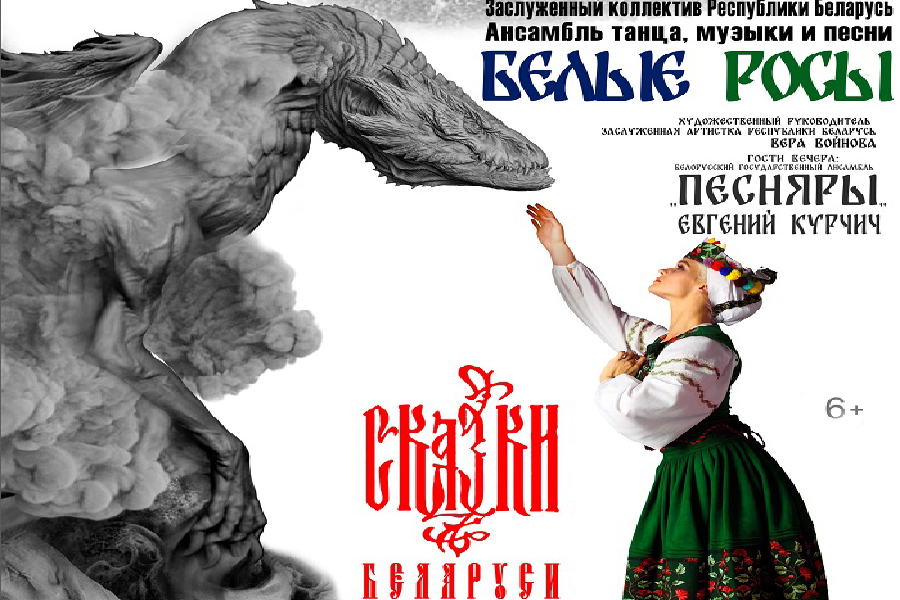 Заслуженный коллектив Республики Беларусь
Ансамбль танца, музыки и песни
БЕЛЫЕ РОСЫ
ХУДОЖЕСТВЕННЫЙ РУКОВОДИТЕЛЬ
ЗАСЛУЖЕННАЯ АРТИСТКА РЕСПУБЛИКИ БЕЛАРУСЬ
ВЕРА ВОЙНОВА
ГОСТИ ВЕЧЕРА:
БЕЛОРУССКИЙ ГОСУДАРСТВЕННЫЙ АНСАМБЛЬ
„ПЕСНЯРЫ„
ЕВГЕНИЙ КУРЧИЧ
6+
СКАЗКИ
БЕЛАРУСИ